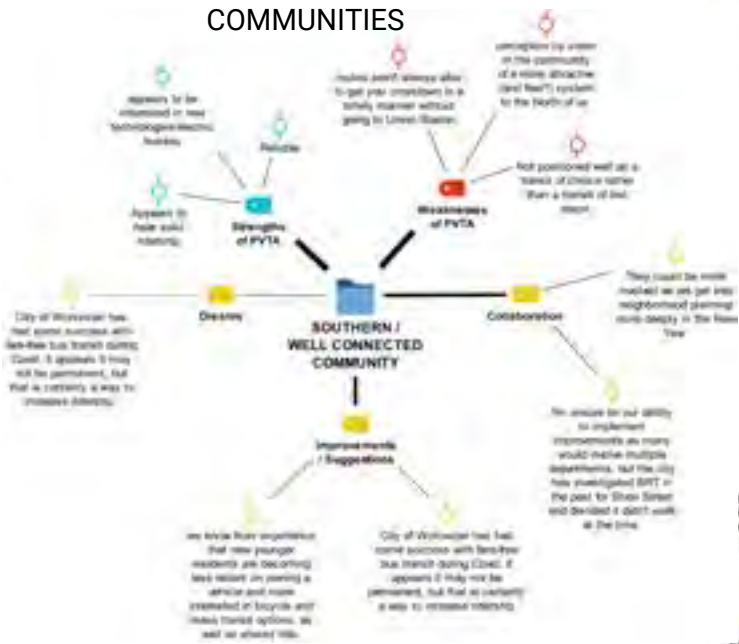 COMMUNITIES
perception by
in the community
of a more attractive
(and free?) system
to the North of us
routes don't always
to get you crosstown in a
timely manner without
going to Union Station
appears to be
interested in new
technologies/electric
Reliable
Not positioned well as a
transit of choice rather
than a transit of last
resort
Appears to
have solid
ridership
Strengths
of PVTA
Weaknesses
of PVTA
They could be more
involved as we get into
neighborhood planning
more deeply in the New
Year
City of Worcester has
had some success with
fare-free bus transit during
Covid. It appears it may
not be permanent, but
that is certainly a way to
increase ridership.
Desires
Collaboration
SOUTHERN /
WELL CONNECTED
COMMUNITY
I'm unsure on our ability
to implement
improvements as many
would involve multiple
departments, but the city
has investigated BRT in
the past for State Street
and decided it didn't work
at the time.
Improvements
/ Suggestions
we know from experience
that new younger
residents are becoming
less reliant on owning a
vehicle and more
interested in bicycle and
mass transit options, as
well as shared ride.
City of Worcester has had
some success with fare-free
bus transit during Covid. It
appears it may not be
permanent, but that is certainly
a way to increase ridership.